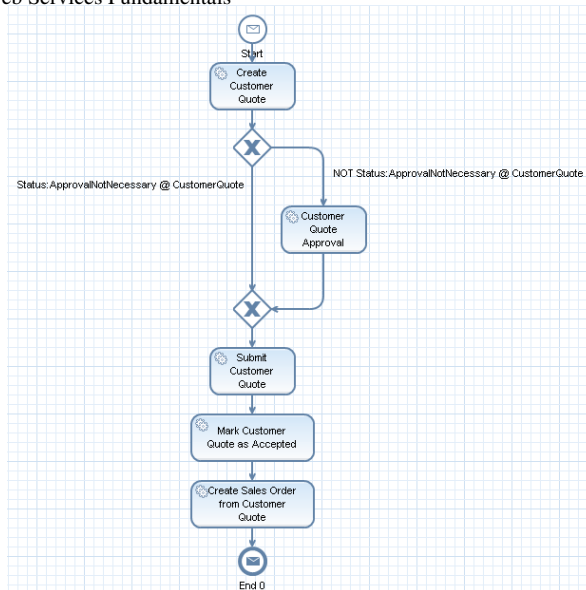 eb Services Fundamentals
Start
Create
Customer
Quote
Status:ApprovalNotNecessary @ CustomerQuote
NOT Status:ApprovalNotNecessary @ CustomerQuote
Customer
Quote
Approval
Submit
Customer
Quote
Mark Customer
Quote as Accepted
Create Sales Order
from Customer
Quote
End 0